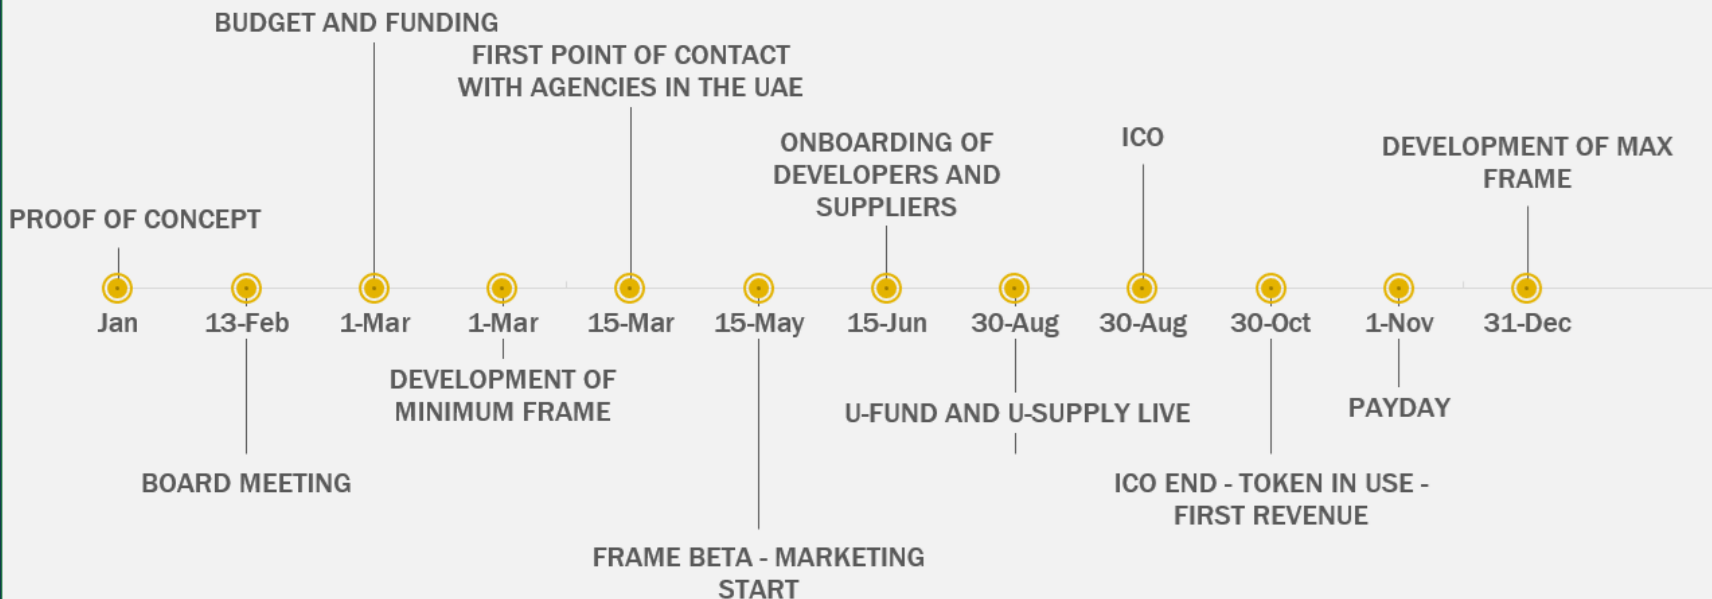 BUDGET AND FUNDING
FIRST POINT OF CONTACT
WITH AGENCIES IN THE UAE
ONBOARDING OF
DEVELOPERS AND
SUPPLIERS
ICO
DEVELOPMENT OF MAX
FRAME
PROOF OF CONCEPT
Jan 13-Feb 1-Mar 1-Mar 15-Mar 15-May 15-Jun 30-Aug 30-Aug 30-Oct 1-Nov 31-Dec
DEVELOPMENT OF
MINIMUM FRAME
U-FUND AND U-SUPPLY LIVE
PAYDAY
BOARD MEETING
ICO END - TOKEN IN USE -
FIRST REVENUE
FRAME BETA - MARKETING
START